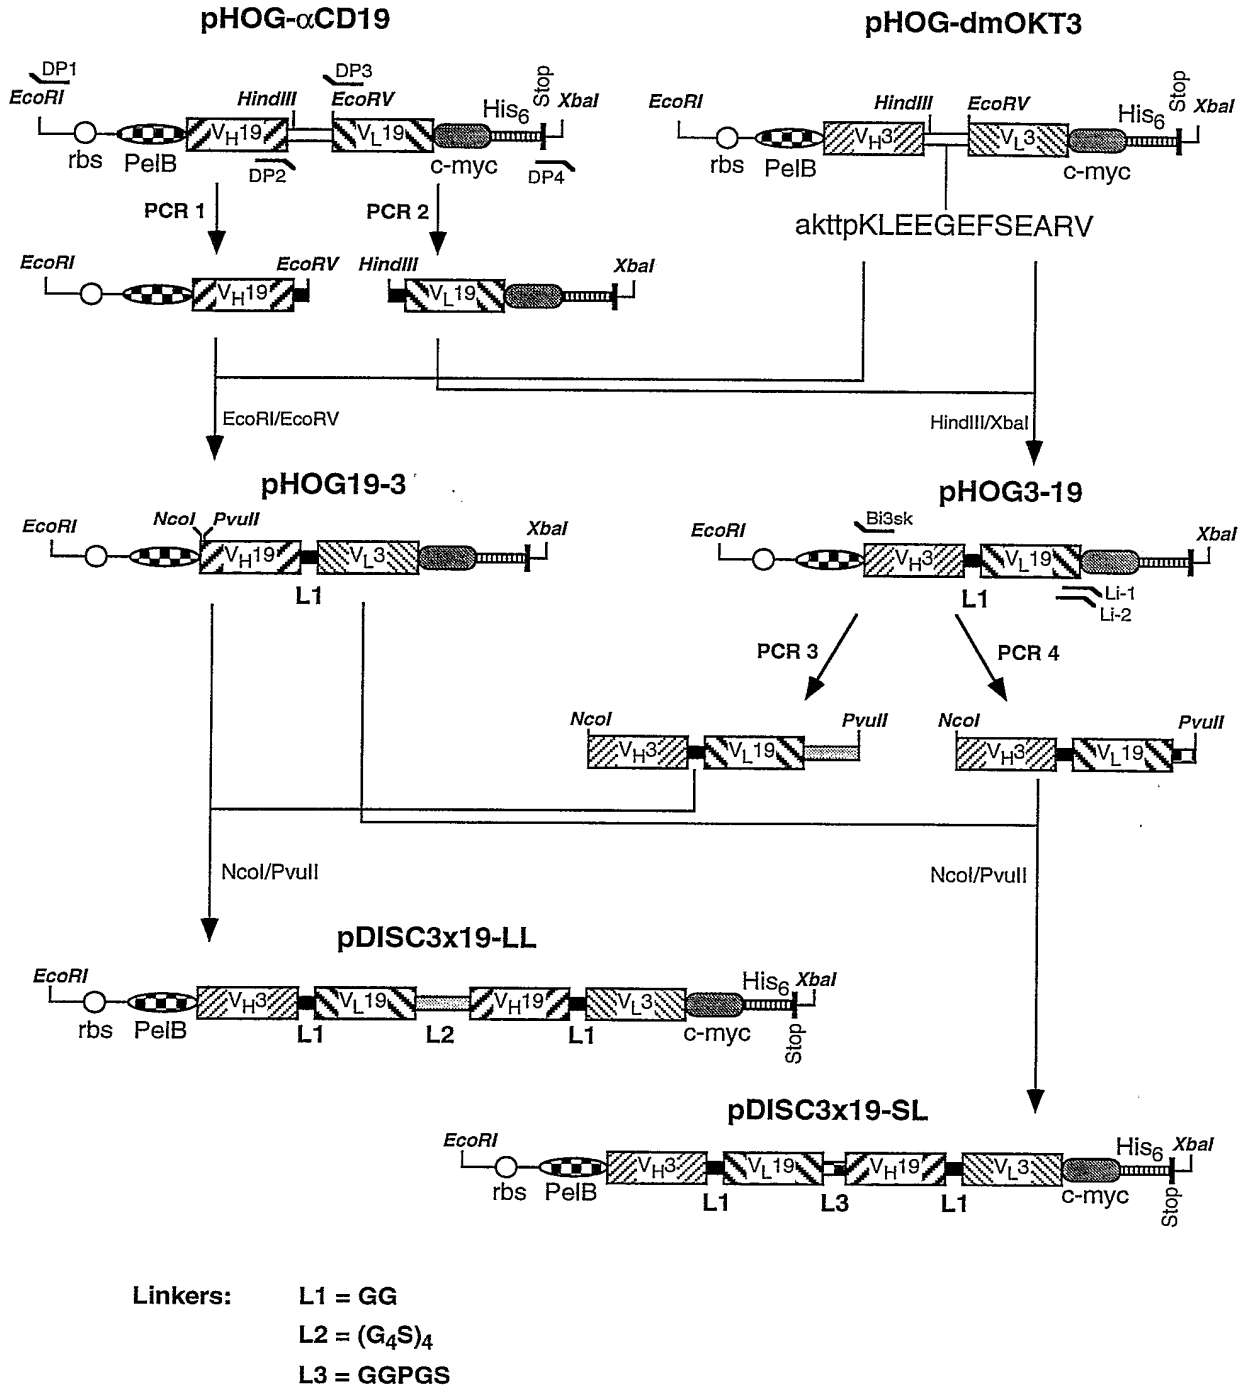 pHOG-αCD19
pHOG-dmOKT3
DP1
DP3
EcoRI
HindIII
EcoRV
His6
Stop
XbaI
VH19
VL19
rbs
PelB
DP2
c-myc
DP4
EcoRI
HindIII
EcoRV
His6
Stop
XbaI
VH3
VL3
rbs
PelB
c-myc
akttpKLEEGEFSEARV
PCR 1
PCR 2
EcoRI
EcoRV
HindIII
XbaI
VH19
VL19
EcoRI/EcoRV
HindIII/XbaI
pHOG19-3
pHOG3-19
EcoRI
NcoI
PvuII
XbaI
VH19
VL3
L1
EcoRI
Bi3sk
XbaI
VH3
VL19
L1
Li-1
Li-2
PCR 3
PCR 4
NcoI
PvuII
VH3
VL19
NcoI
PvuII
VH3
VL19
NcoI/PvuII
NcoI/PvuII
pDISC3x19-LL
EcoRI
His6
XbaI
VH3
VL19
VH19
VL3
rbs
PelB
L1
L2
L1
c-myc
Stop
pDISC3x19-SL
EcoRI
His6
XbaI
VH3
VL19
VH19
VL3
rbs
PelB
L1
L3
L1
c-myc
Stop
Linkers:
L1 = GG
L2 = (G4S)4
L3 = GGPGS